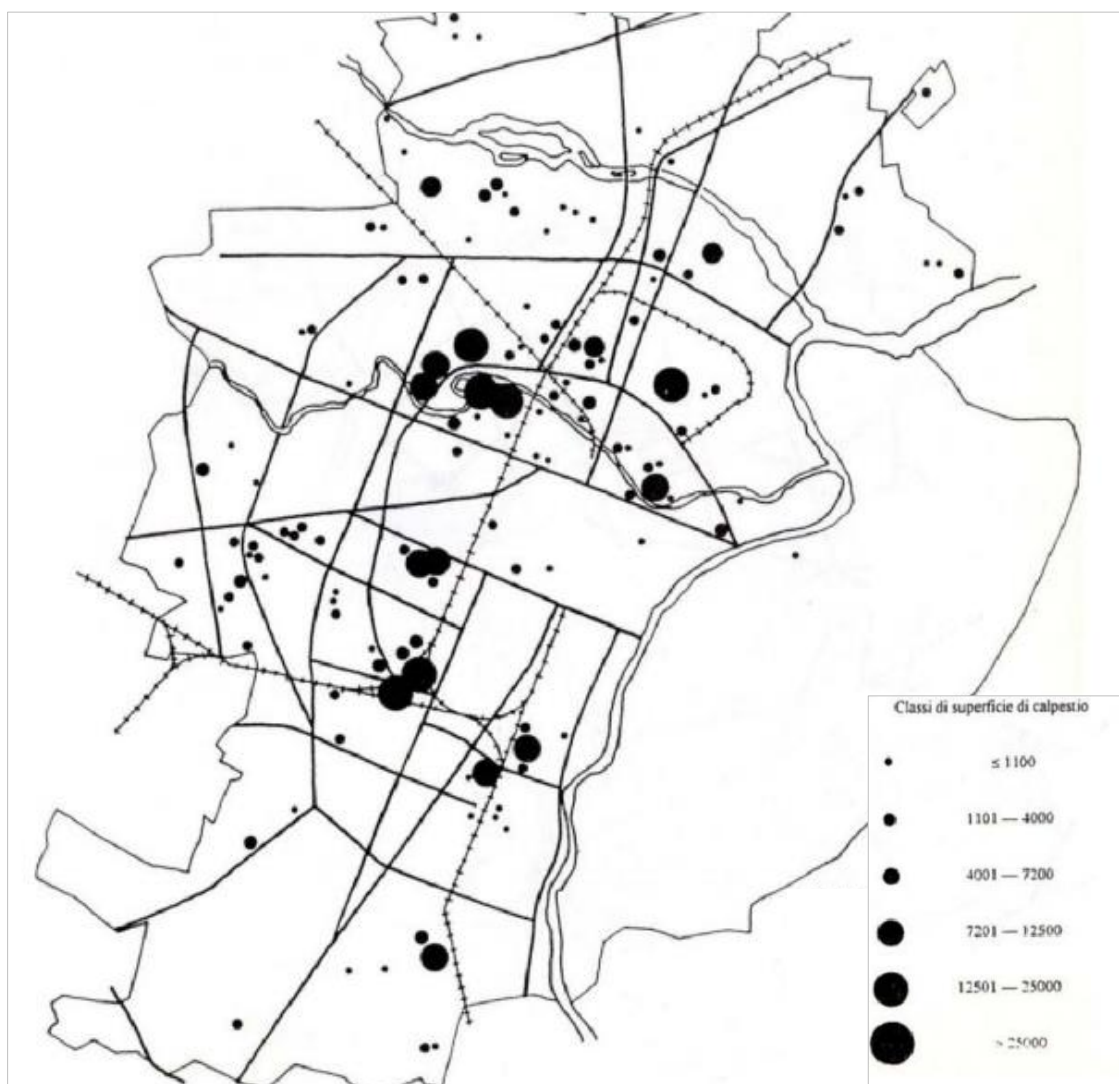 Classi di superficie di calpestio
≤ 1100
1101 — 4000
4001 — 7200
7201 — 12500
12501 — 25000
> 25000